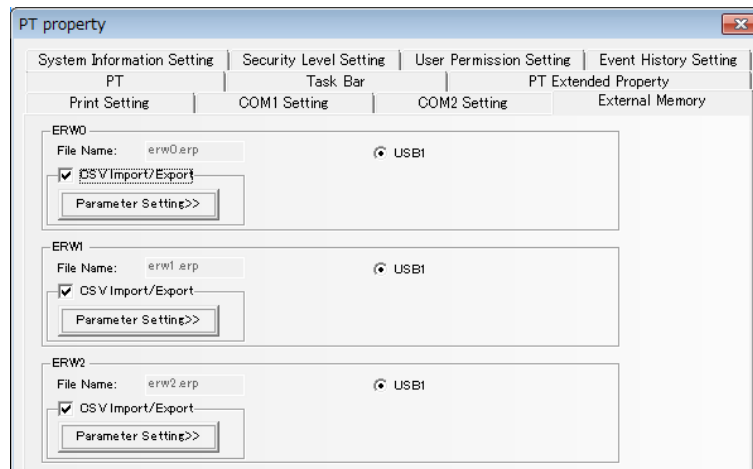 PT property
System Information Setting Security Level Setting User Permission Setting Event History Setting
PT Task Bar PT Extended Property
Print Setting COM1 Setting COM2 Setting External Memory
ERW0
File Name: erw0.erp USB1
CSV Import/Export
Parameter Setting>>
ERW1
File Name: erw1.erp USB1
CSV Import/Export
Parameter Setting>>
ERW2
File Name: erw2.erp USB1
CSV Import/Export
Parameter Setting>>